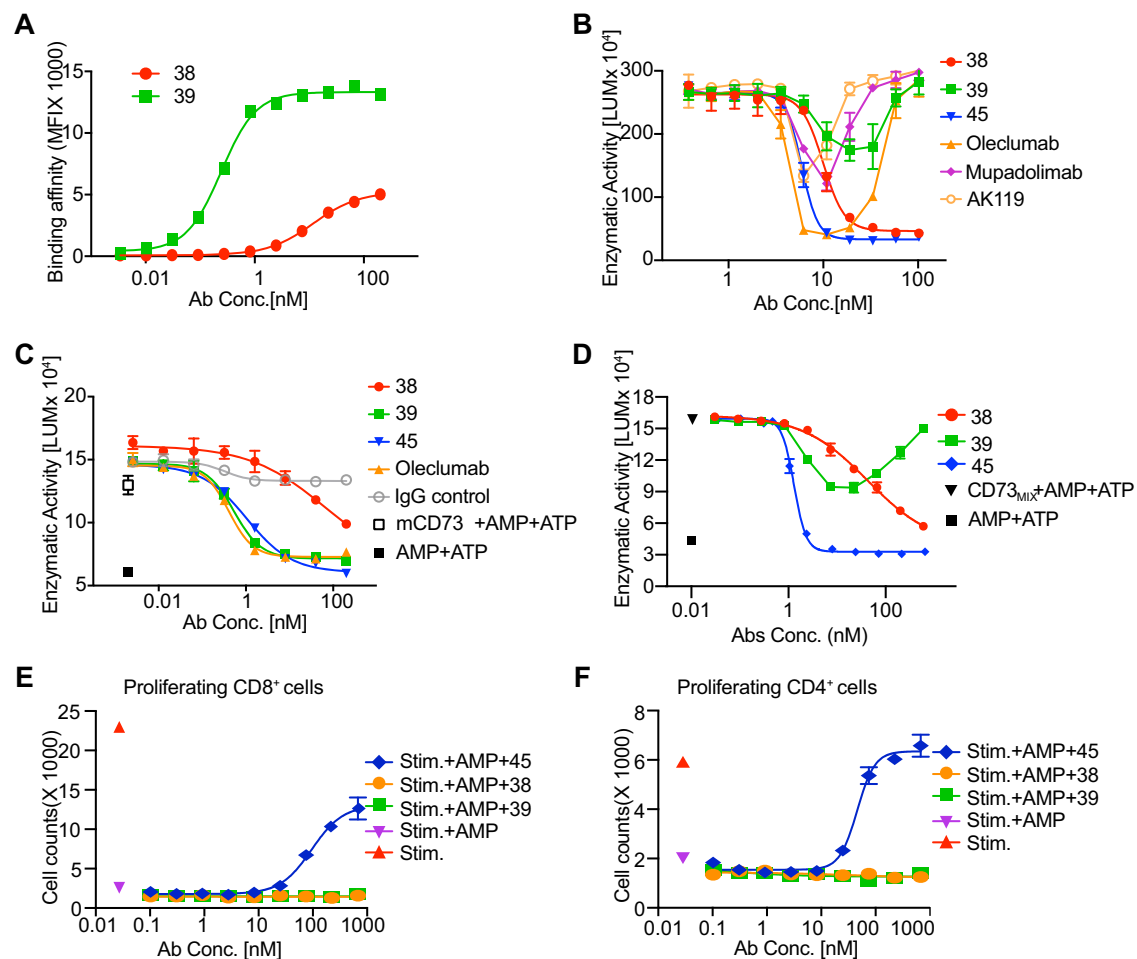 A
Binding affinity (MFIX 1000)
15
10
5
0
0.01
1
100
Ab Conc.[nM]
38
39
B
Enzymatic Activity [LUMx 10⁴]
300
200
100
0
1
10
100
Ab Conc.[nM]
38
39
45
Oleclumab
Mupadolimab
AK119
C
Enzymatic Activity [LUMx 10⁴]
20
15
10
5
0.01
1
200
Ab Conc. [nM]
38
39
45
Oleclumab
IgG control
mCD73 +AMP+ATP
AMP+ATP
D
Enzymatic Activity [LUMx 10⁴]
18
15
12
9
6
3
0
0.01
1
100
Abs Conc. (nM)
38
39
45
CD73MIX+AMP+ATP
AMP+ATP
E
Proliferating CD8⁺ cells
Cell counts(X 1000)
25
20
15
10
5
0
0.01
0.1
1
10
100
1000
Ab Conc. [nM]
Stim.+AMP+45
Stim.+AMP+38
Stim.+AMP+39
Stim.+AMP
Stim.
F
Proliferating CD4⁺ cells
Cell counts(X 1000)
8
6
4
2
0
0.01
0.1
1
10
100
1000
Ab Conc. [nM]
Stim.+AMP+45
Stim.+AMP+38
Stim.+AMP+39
Stim.+AMP
Stim.